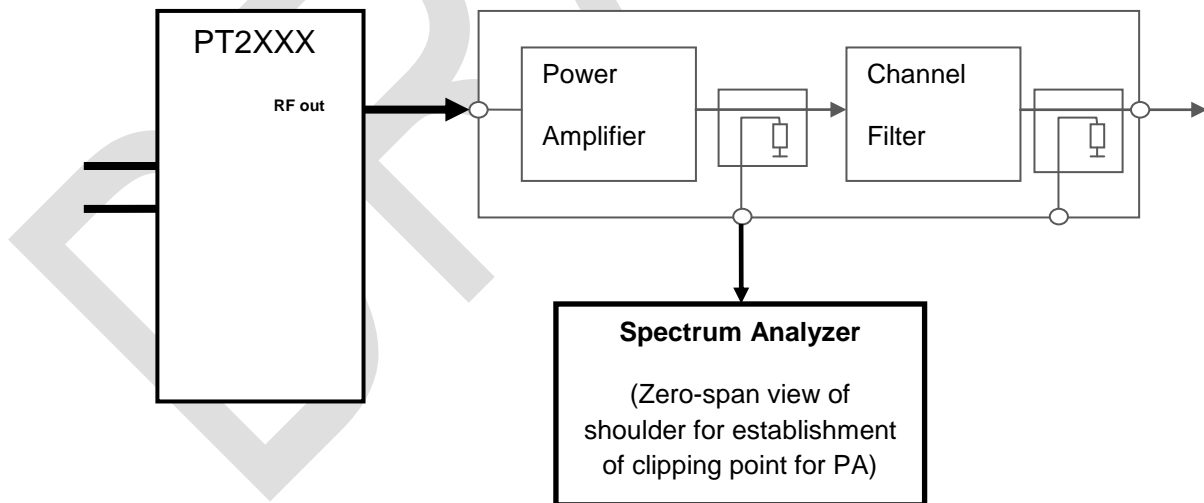 PT2XXX
RF out
Power
Amplifier
Channel
Filter
Spectrum Analyzer
(Zero-span view of
shoulder for establishment
of clipping point for PA)